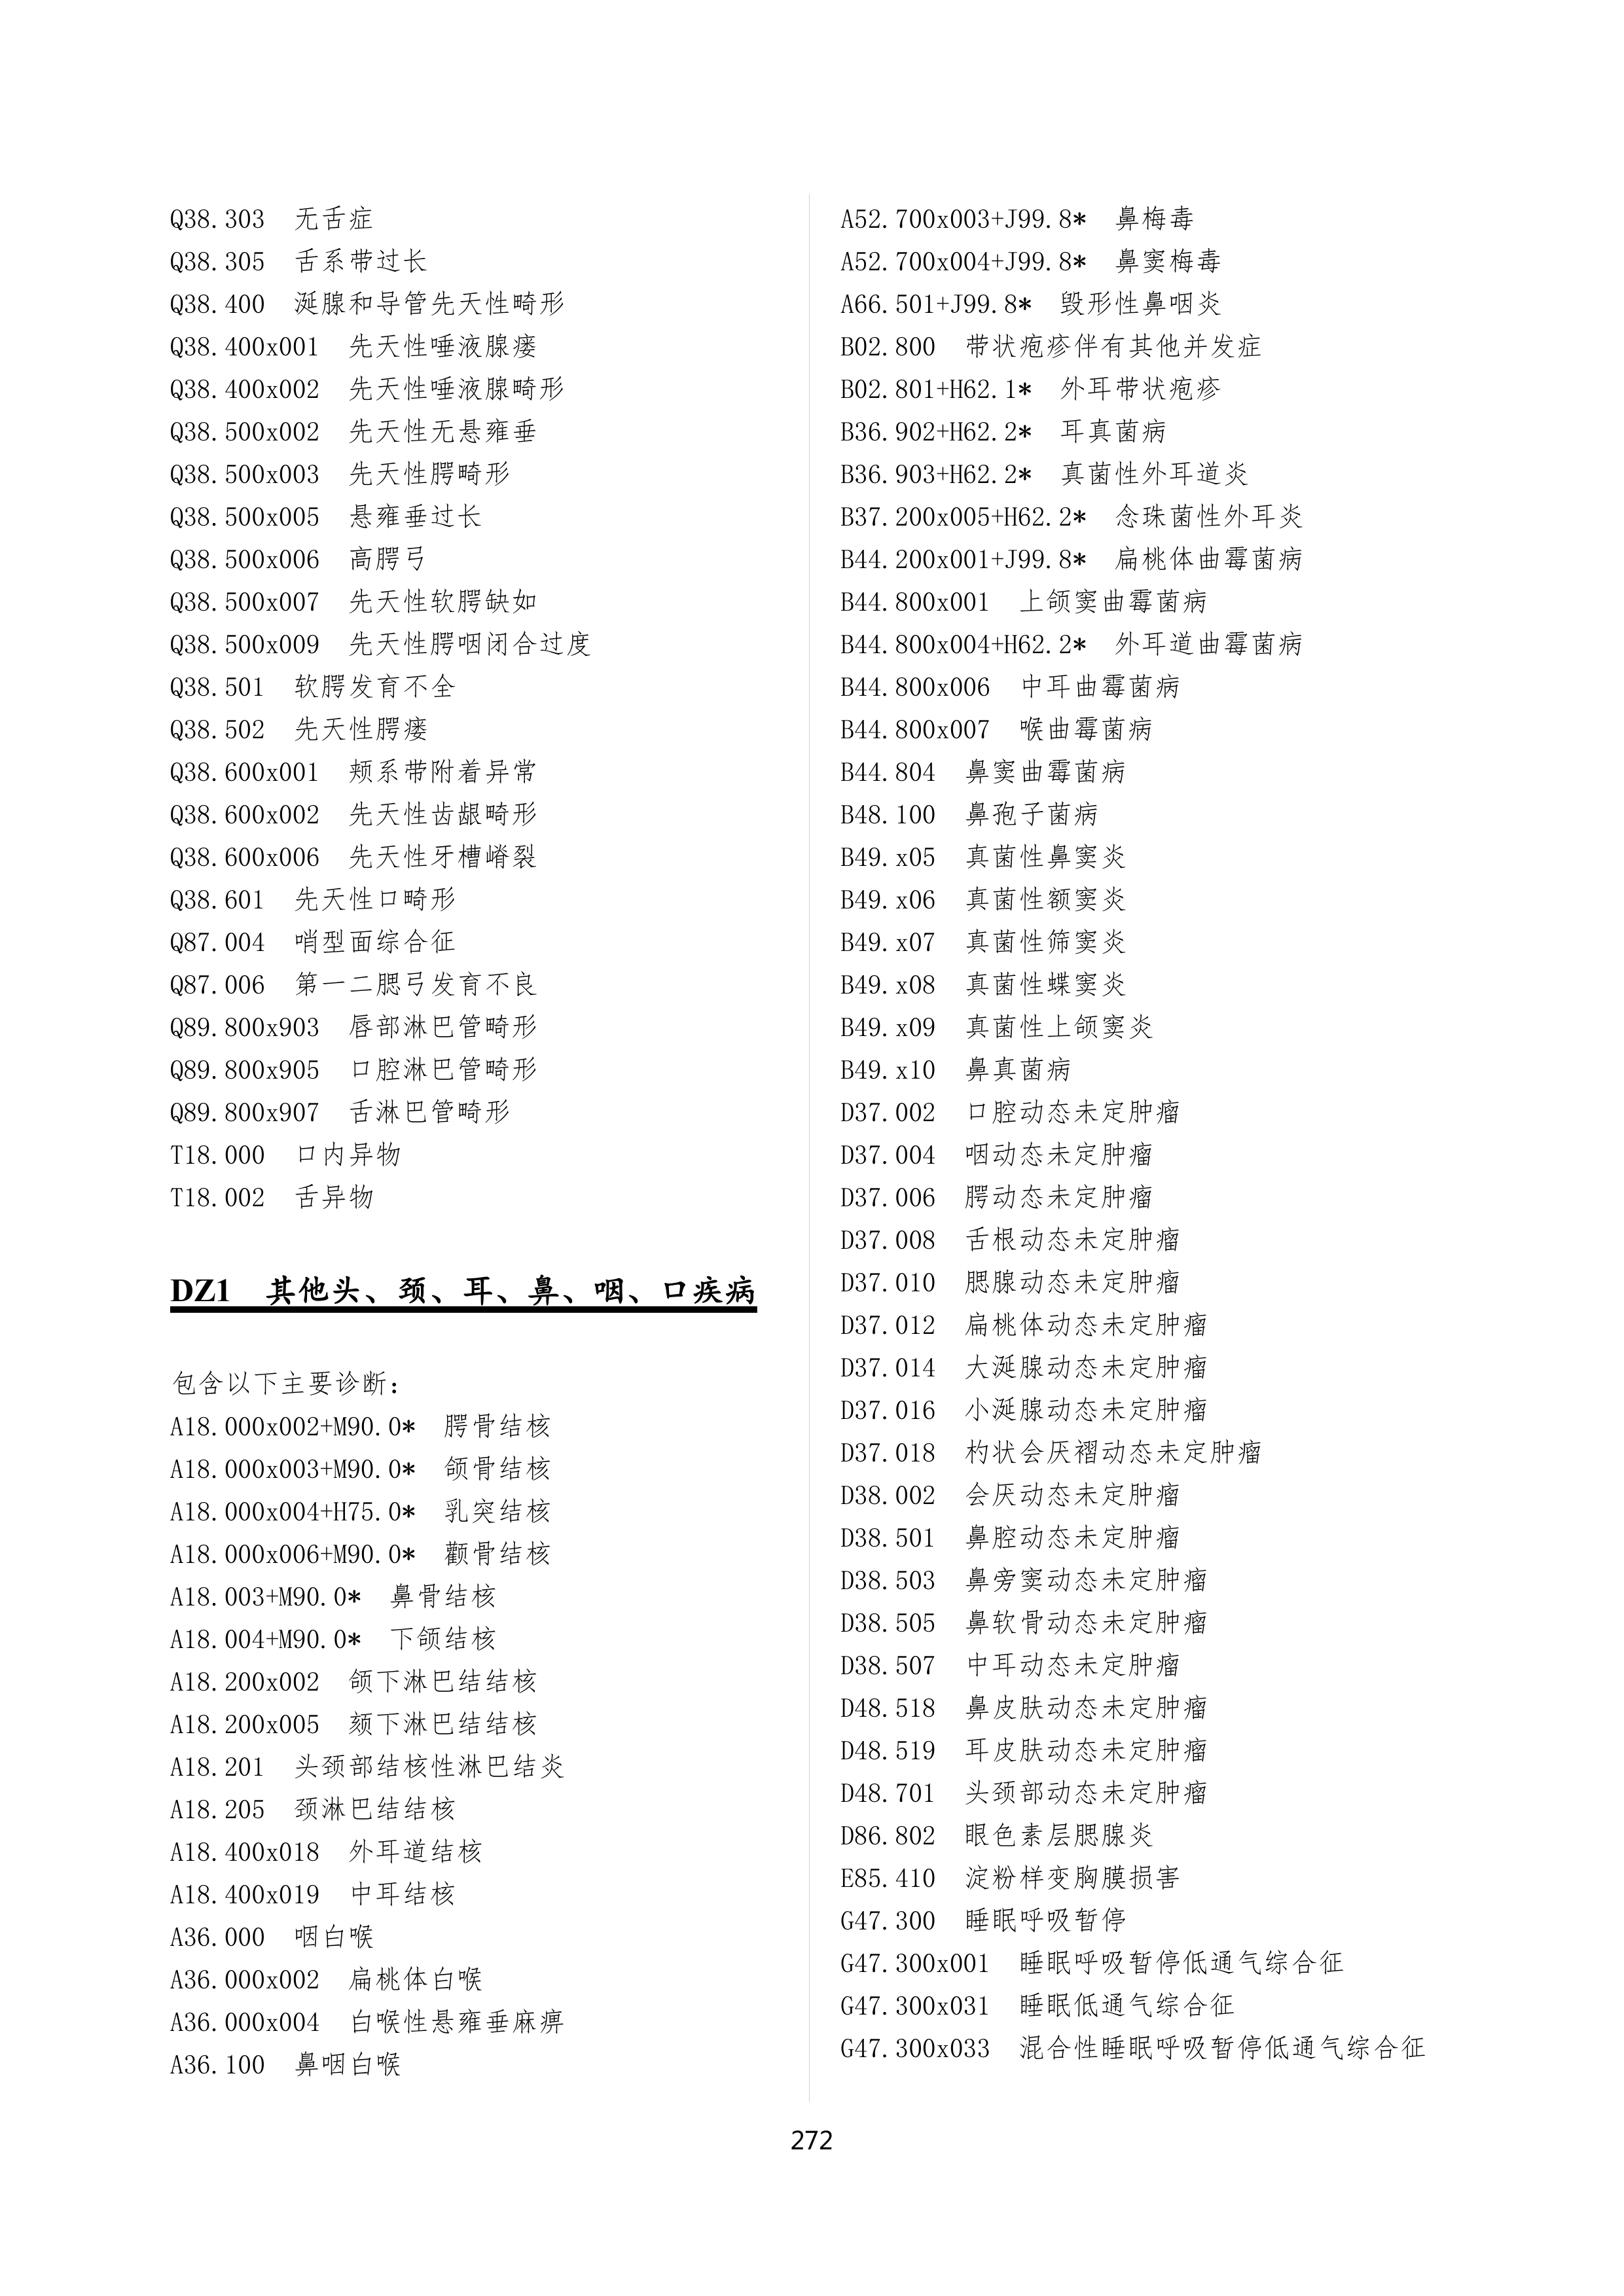 Q38.303　无舌症
Q38.305　舌系带过长
Q38.400　涎腺和导管先天性畸形
Q38.400x001　先天性唾液腺瘘
Q38.400x002　先天性唾液腺畸形
Q38.500x002　先天性无悬雍垂
Q38.500x003　先天性腭畸形
Q38.500x005　悬雍垂过长
Q38.500x006　高腭弓
Q38.500x007　先天性软腭缺如
Q38.500x009　先天性腭咽闭合过度
Q38.501　软腭发育不全
Q38.502　先天性腭瘘
Q38.600x001　颊系带附着异常
Q38.600x002　先天性齿龈畸形
Q38.600x006　先天性牙槽嵴裂
Q38.601　先天性口畸形
Q87.004　哨型面综合征
Q87.006　第一二腮弓发育不良
Q89.800x903　唇部淋巴管畸形
Q89.800x905　口腔淋巴管畸形
Q89.800x907　舌淋巴管畸形
T18.000　口内异物
T18.002　舌异物
DZ1　其他头、颈、耳、鼻、咽、口疾病
包含以下主要诊断：
A18.000x002+M90.0*　腭骨结核
A18.000x003+M90.0*　颌骨结核
A18.000x004+H75.0*　乳突结核
A18.000x006+M90.0*　颧骨结核
A18.003+M90.0*　鼻骨结核
A18.004+M90.0*　下颌结核
A18.200x002　颌下淋巴结结核
A18.200x005　颏下淋巴结结核
A18.201　头颈部结核性淋巴结炎
A18.205　颈淋巴结结核
A18.400x018　外耳道结核
A18.400x019　中耳结核
A36.000　咽白喉
A36.000x002　扁桃体白喉
A36.000x004　白喉性悬雍垂麻痹
A36.100　鼻咽白喉
A52.700x003+J99.8*　鼻梅毒
A52.700x004+J99.8*　鼻窦梅毒
A66.501+J99.8*　毁形性鼻咽炎
B02.800　带状疱疹伴有其他并发症
B02.801+H62.1*　外耳带状疱疹
B36.902+H62.2*　耳真菌病
B36.903+H62.2*　真菌性外耳道炎
B37.200x005+H62.2*　念珠菌性外耳炎
B44.200x001+J99.8*　扁桃体曲霉菌病
B44.800x001　上颌窦曲霉菌病
B44.800x004+H62.2*　外耳道曲霉菌病
B44.800x006　中耳曲霉菌病
B44.800x007　喉曲霉菌病
B44.804　鼻窦曲霉菌病
B48.100　鼻孢子菌病
B49.x05　真菌性鼻窦炎
B49.x06　真菌性额窦炎
B49.x07　真菌性筛窦炎
B49.x08　真菌性蝶窦炎
B49.x09　真菌性上颌窦炎
B49.x10　鼻真菌病
D37.002　口腔动态未定肿瘤
D37.004　咽动态未定肿瘤
D37.006　腭动态未定肿瘤
D37.008　舌根动态未定肿瘤
D37.010　腮腺动态未定肿瘤
D37.012　扁桃体动态未定肿瘤
D37.014　大涎腺动态未定肿瘤
D37.016　小涎腺动态未定肿瘤
D37.018　杓状会厌褶动态未定肿瘤
D38.002　会厌动态未定肿瘤
D38.501　鼻腔动态未定肿瘤
D38.503　鼻旁窦动态未定肿瘤
D38.505　鼻软骨动态未定肿瘤
D38.507　中耳动态未定肿瘤
D48.518　鼻皮肤动态未定肿瘤
D48.519　耳皮肤动态未定肿瘤
D48.701　头颈部动态未定肿瘤
D86.802　眼色素层腮腺炎
E85.410　淀粉样变胸膜损害
G47.300　睡眠呼吸暂停
G47.300x001　睡眠呼吸暂停低通气综合征
G47.300x031　睡眠低通气综合征
G47.300x033　混合性睡眠呼吸暂停低通气综合征
272